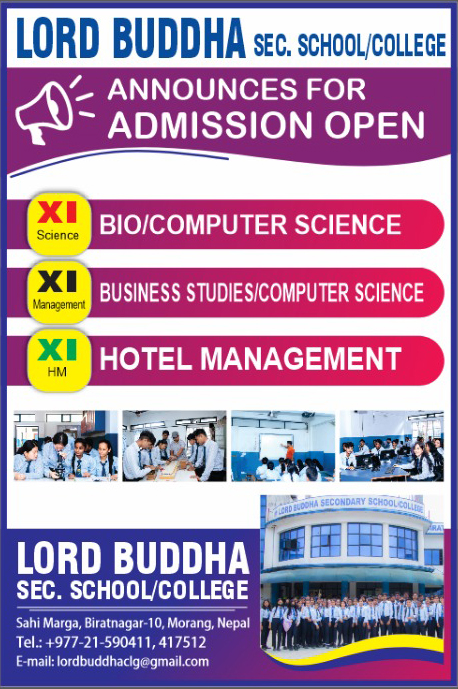 LORD BUDDHA SEC. SCHOOL/COLLEGE
ANNOUNCES FOR
ADMISSION OPEN
XI
Science
BIO/COMPUTER SCIENCE
XI
Management
BUSINESS STUDIES/COMPUTER SCIENCE
XI
HM
HOTEL MANAGEMENT
LORD BUDDHA SECONDARY SCHOOL/COLLEGE
LORD BUDDHA
SEC. SCHOOL/COLLEGE
Sahi Marga, Biratnagar-10, Morang, Nepal
Tel.: +977-21-590411, 417512
E-mail: lordbuddhaclg@gmail.com